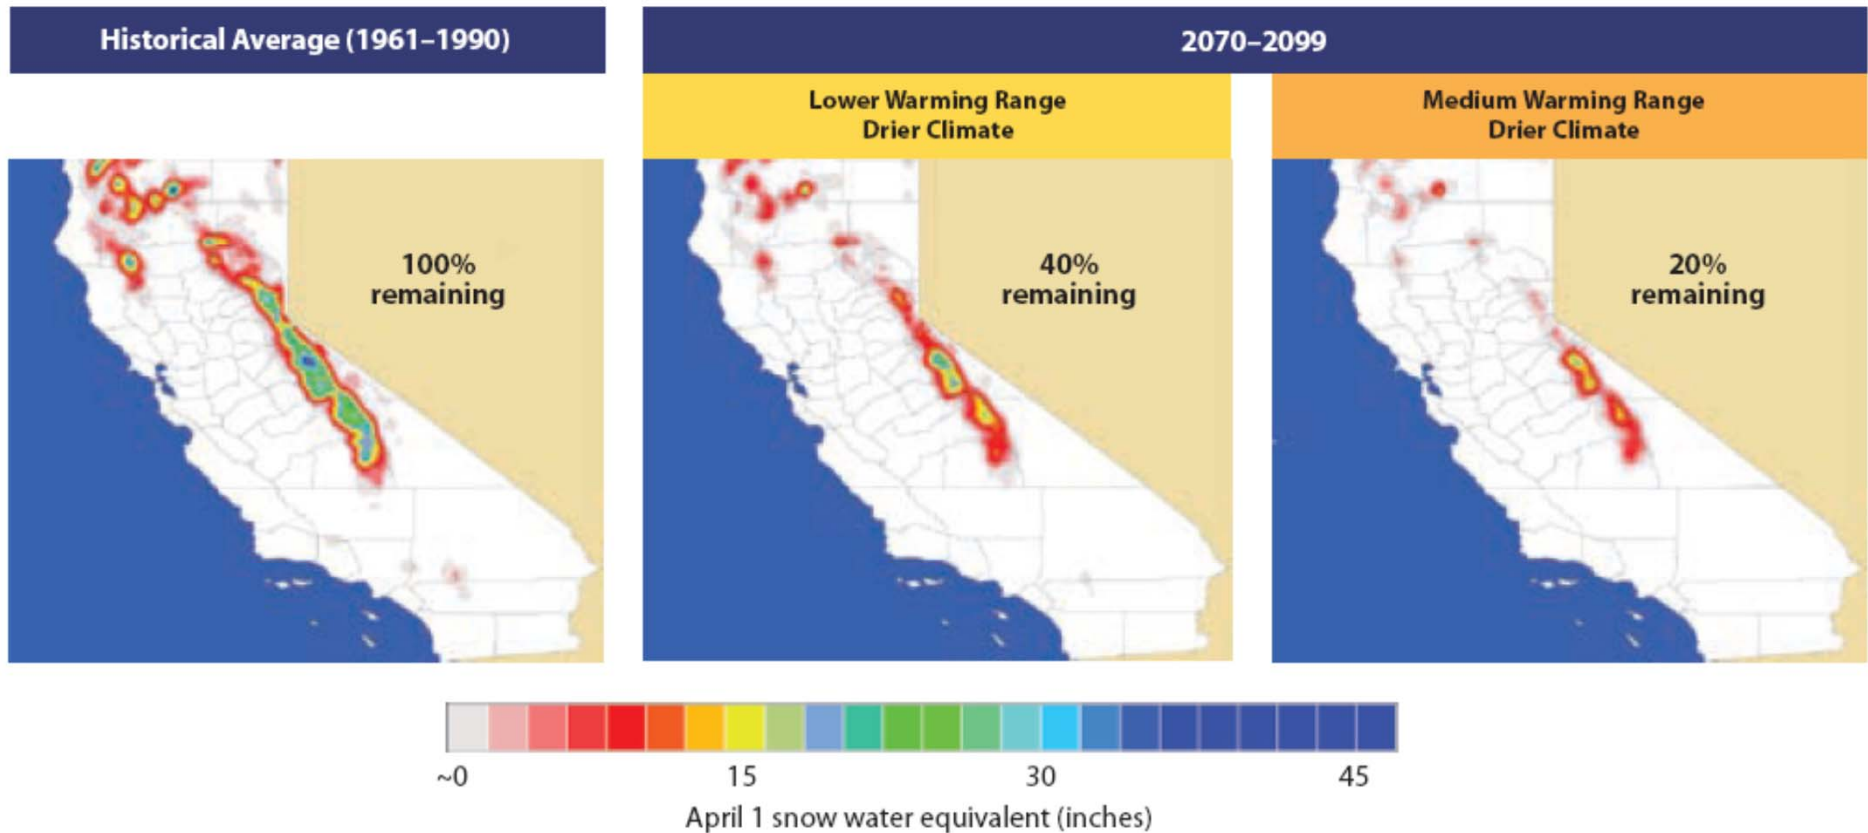 Historical Average (1961–1990)
2070–2099
Lower Warming Range
Drier Climate
Medium Warming Range
Drier Climate
100%
remaining
40%
remaining
20%
remaining
~0
15
30
45
April 1 snow water equivalent (inches)